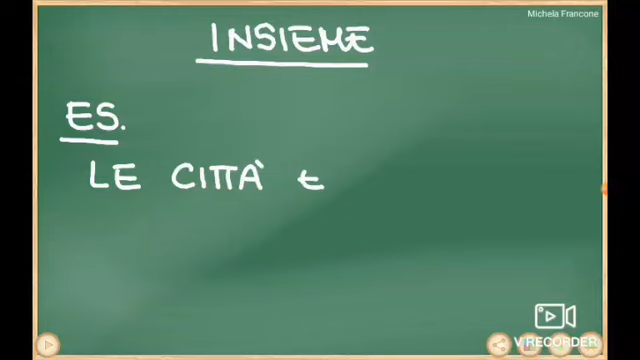 Michela Francone
INSIEME
ES.
LE CITTÀ E
V RECORDER